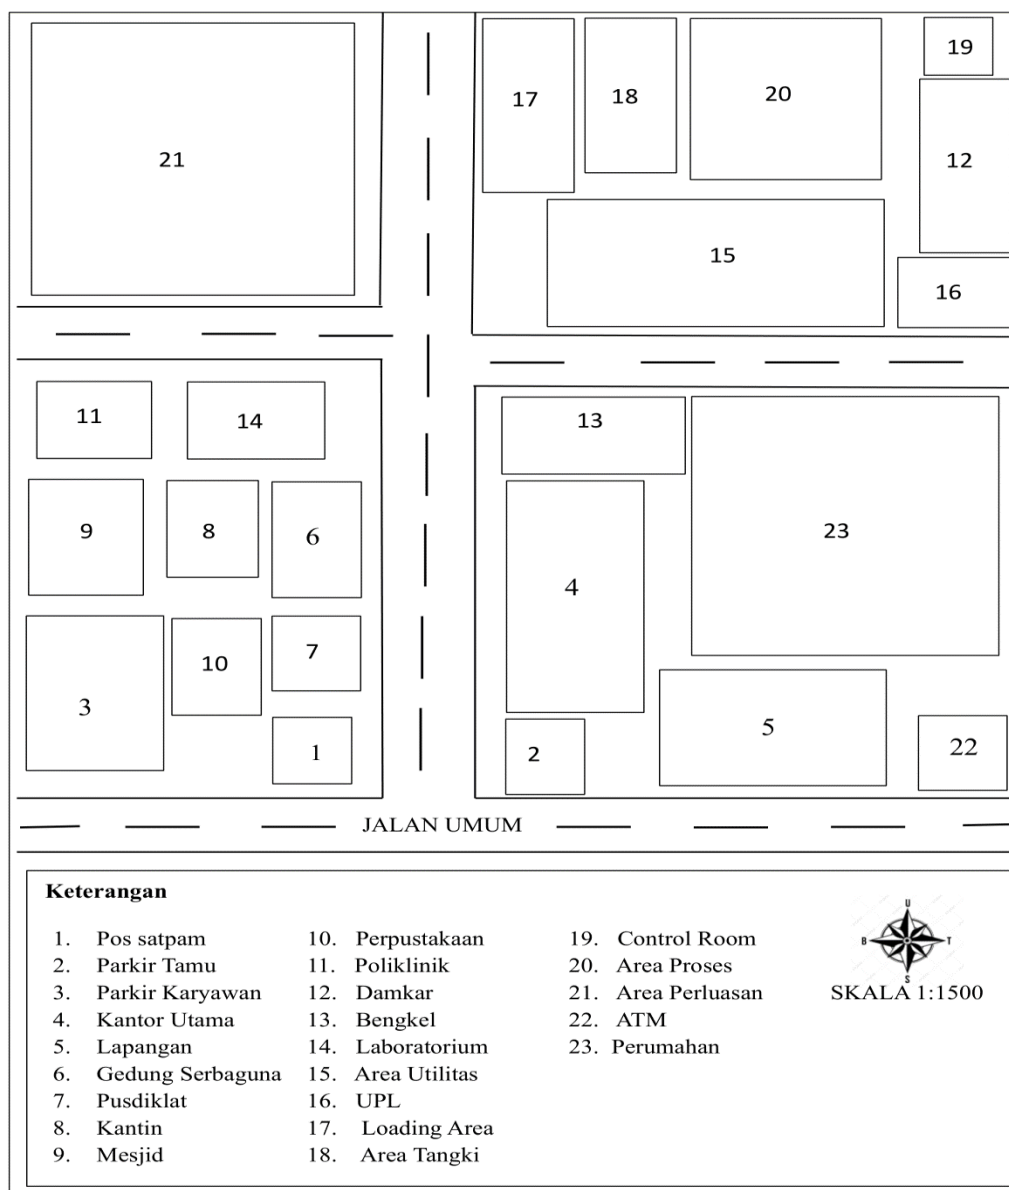 21
17
18
20
19
12
15
16
11
14
13
9
8
6
4
23
3
10
7
1
2
5
22
JALAN UMUM
Keterangan
1. Pos satpam
2. Parkir Tamu
3. Parkir Karyawan
4. Kantor Utama
5. Lapangan
6. Gedung Serbaguna
7. Pusdiklat
8. Kantin
9. Mesjid
10. Perpustakaan
11. Poliklinik
12. Damkar
13. Bengkel
14. Laboratorium
15. Area Utilitas
16. UPL
17. Loading Area
18. Area Tangki
19. Control Room
20. Area Proses
21. Area Perluasan
22. ATM
23. Perumahan
U
B T
S
SKALA 1:1500